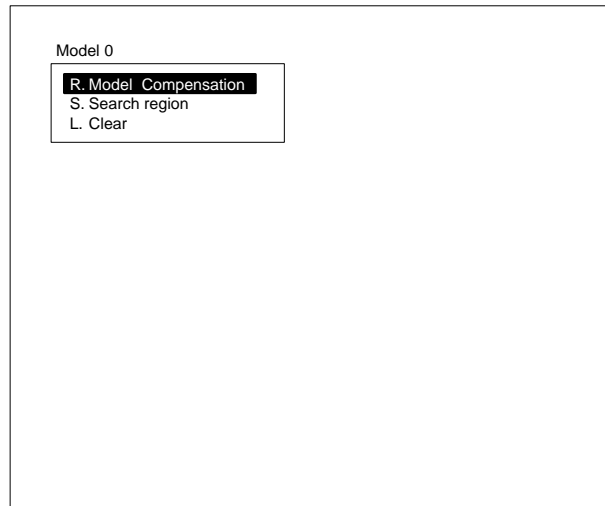 Model 0
R. Model Compensation
S. Search region
L. Clear